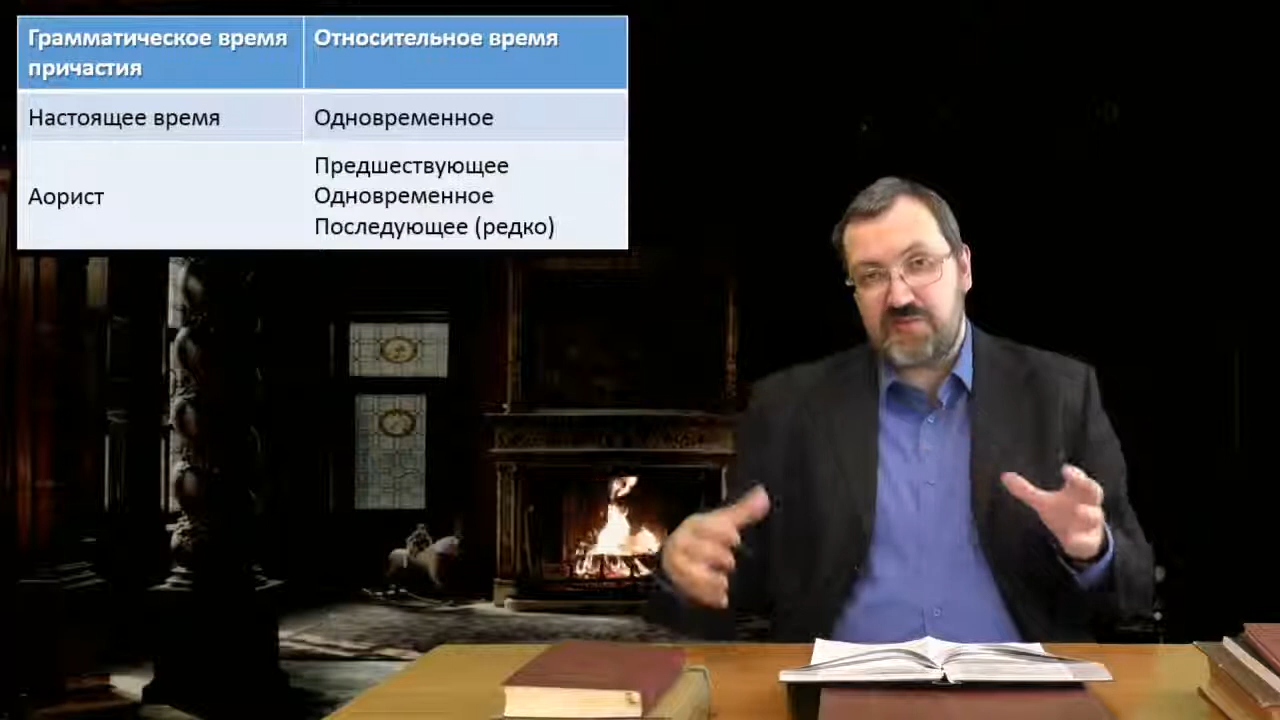 Грамматическое время
причастия
Относительное время
Настоящее время
Одновременное
Аорист
Предшествующее
Одновременное
Последующее (редко)